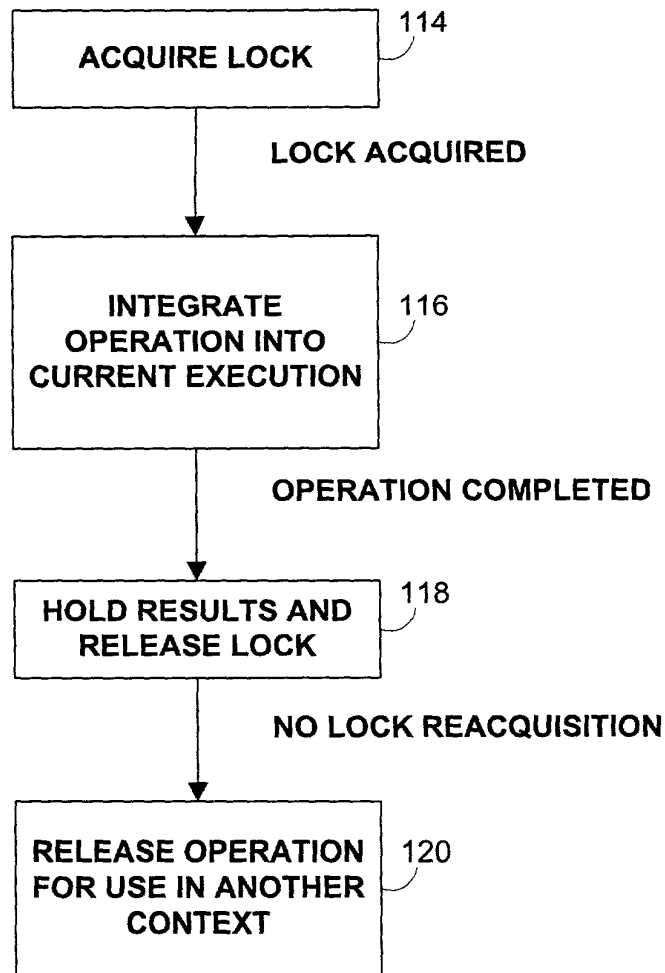 ACQUIRE LOCK
114
LOCK ACQUIRED
INTEGRATE
OPERATION INTO
CURRENT EXECUTION
116
OPERATION COMPLETED
HOLD RESULTS AND
RELEASE LOCK
118
NO LOCK REACQUISITION
RELEASE OPERATION
FOR USE IN ANOTHER
CONTEXT
120